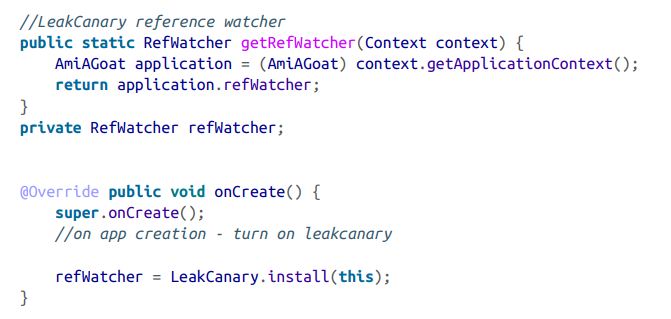 //LeakCanary reference watcher
public static RefWatcher getRefWatcher(Context context) {
    AmiAGoat application = (AmiAGoat) context.getApplicationContext();
    return application.refWatcher;
}
private RefWatcher refWatcher;
@Override public void onCreate() {
    super.onCreate();
    //on app creation - turn on leakcanary
    refWatcher = LeakCanary.install(this);
}